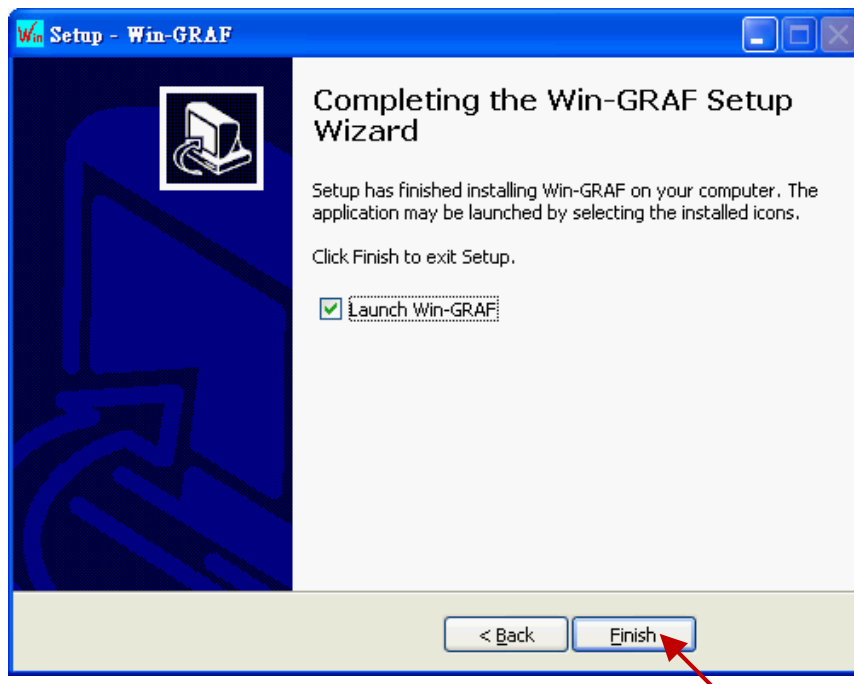 Win Setup - Win-GRAF
Completing the Win-GRAF Setup
Wizard
Setup has finished installing Win-GRAF on your computer. The
application may be launched by selecting the installed icons.
Click Finish to exit Setup.
Launch Win-GRAF
< Back Finish